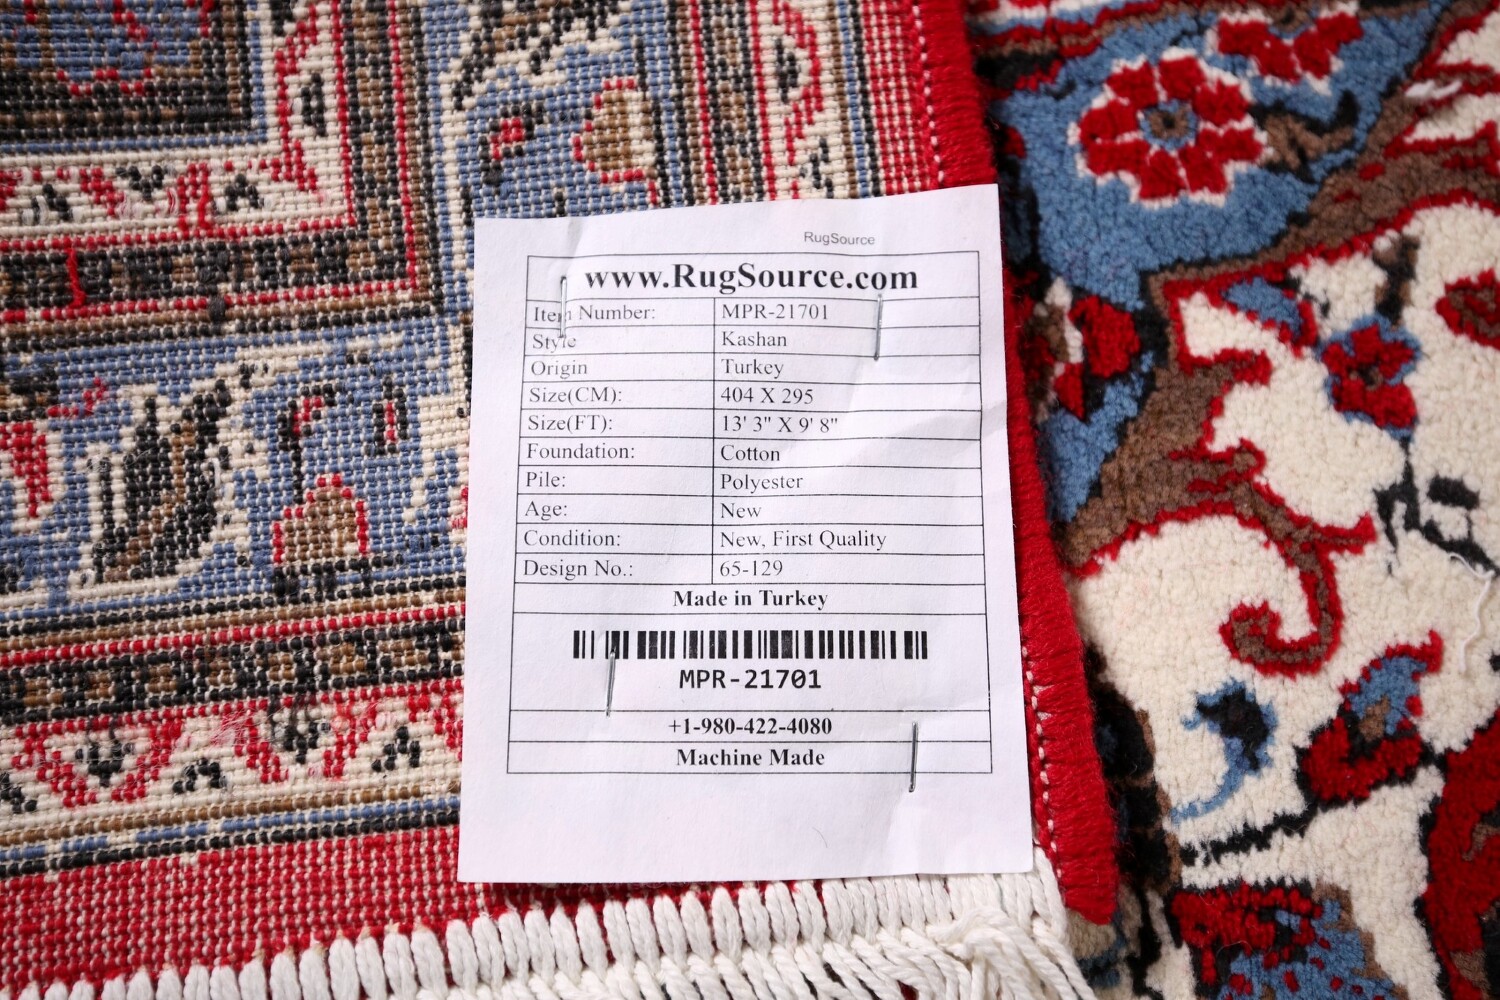 RugSource
www.RugSource.com
Item Number: MPR-21701
Style Kashan
Origin Turkey
Size(CM): 404 X 295
Size(FT): 13' 3" X 9' 8"
Foundation: Cotton
Pile: Polyester
Age: New
Condition: New, First Quality
Design No.: 65-129
Made in Turkey
MPR-21701
+1-980-422-4080
Machine Made